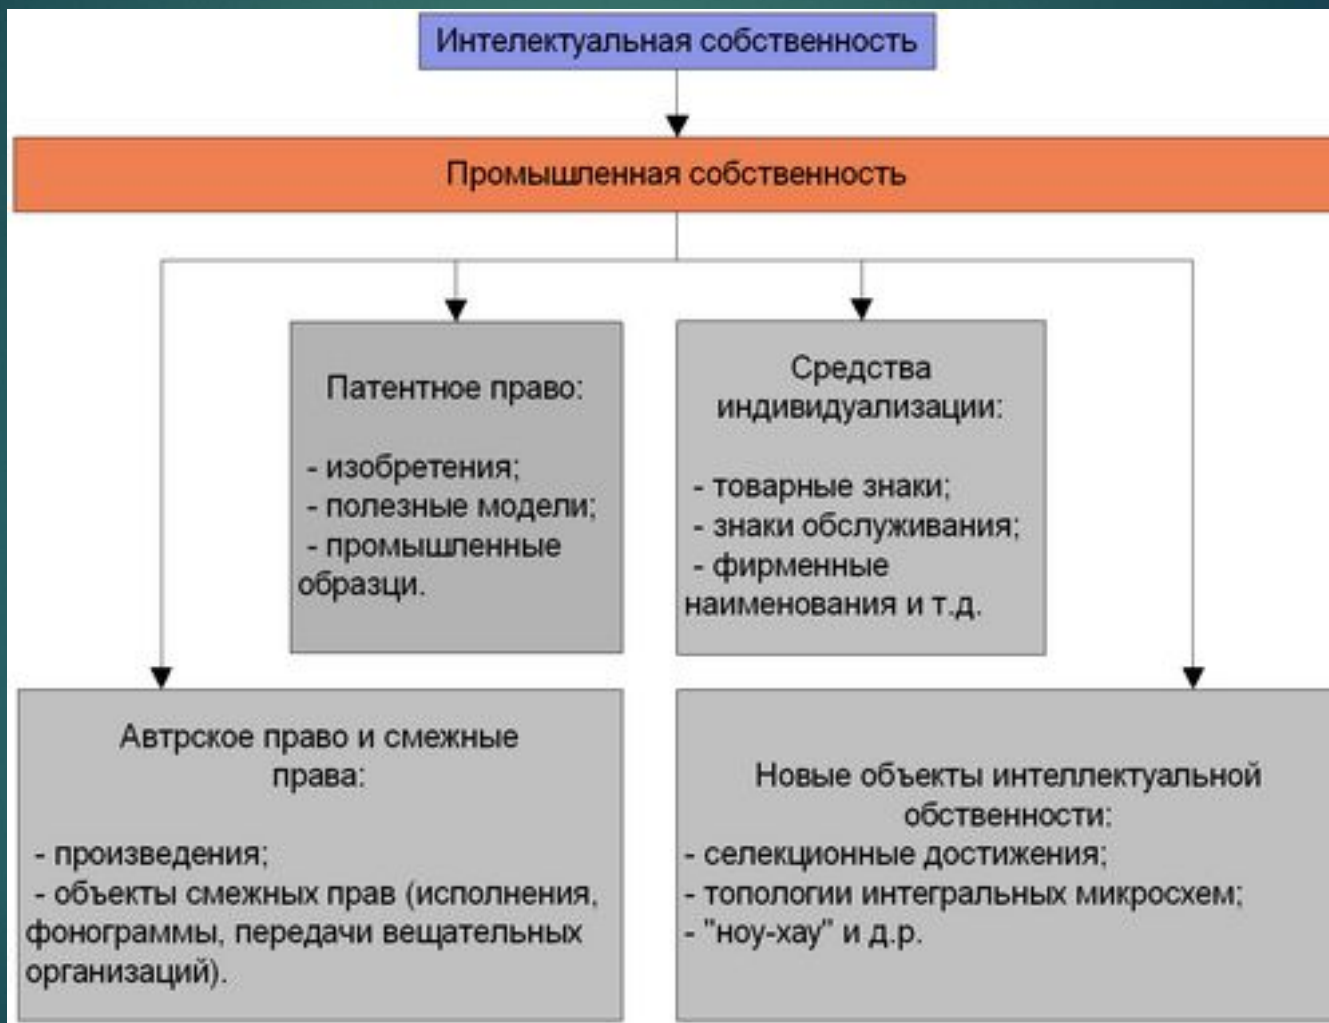 Интелектуальная собственность
Промышленная собственность
Патентное право:
- изобретения;
- полезные модели;
- промышленные
образци.
Средства
индивидуализации:
- товарные знаки;
- знаки обслуживания;
- фирменные
наименования и т.д.
Автрское право и смежные
права:
- произведения;
- объекты смежных прав (исполнения,
фонограммы, передачи вещательных
организаций).
Новые объекты интеллектуальной
обственности:
- селекционные достижения;
- топологии интегральных микросхем;
- "ноу-хау" и д.р.